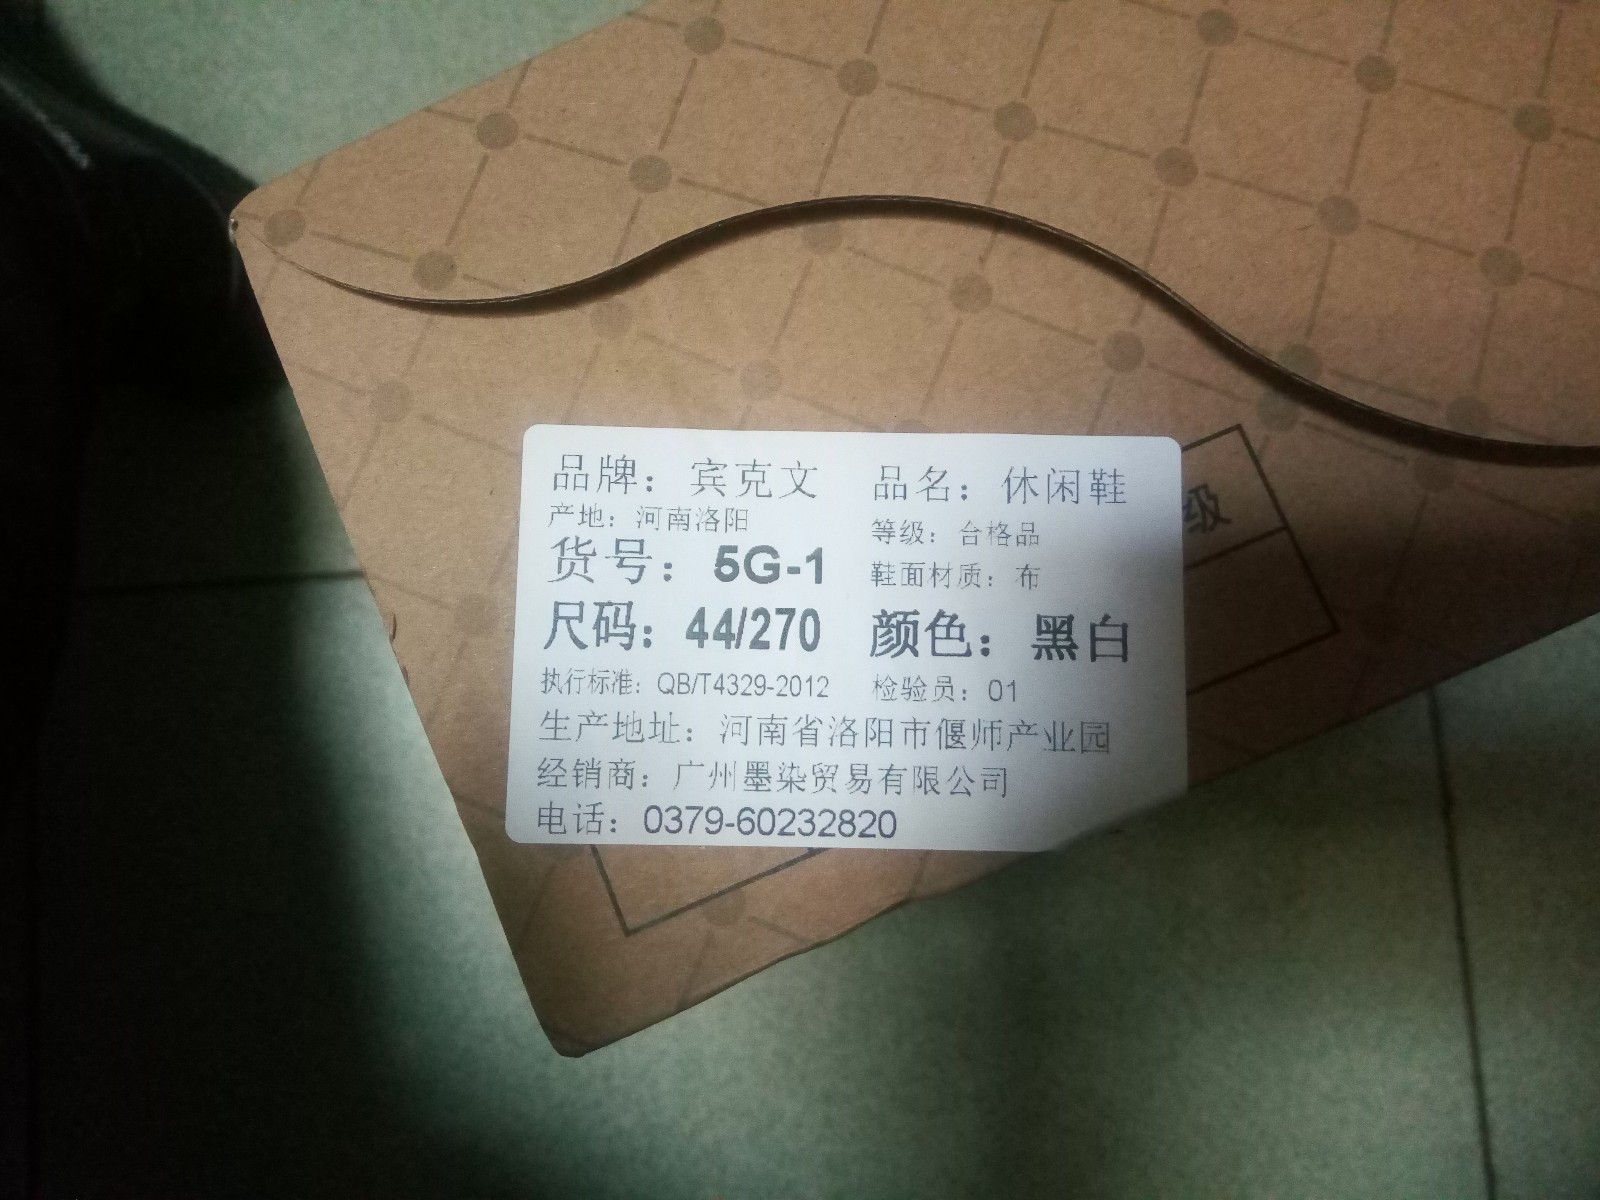 品牌：宾克文 品名：休闲鞋
产地：河南洛阳 等级：合格品
货号：5G-1 鞋面材质：布
尺码：44/270 颜色：黑白
执行标准：QB/T4329-2012 检验员：01
生产地址：河南省洛阳市偃师产业园
经销商：广州墨染贸易有限公司
电话：0379-60232820
级